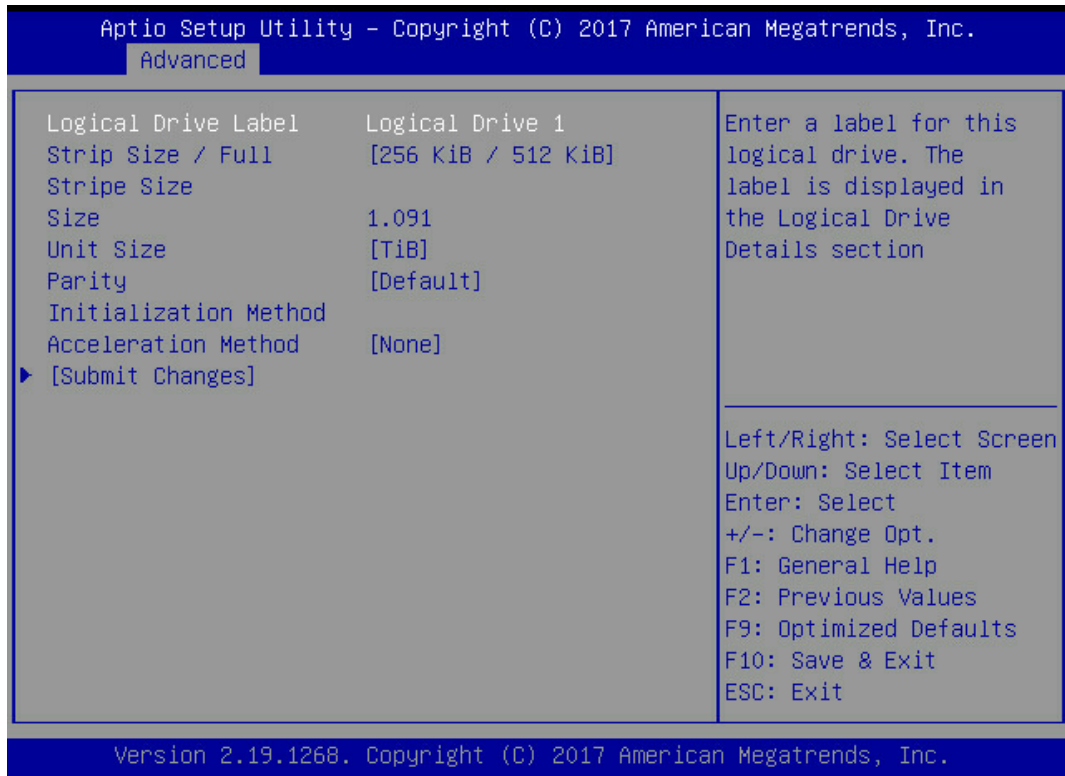 Aptio Setup Utility – Copyright (C) 2017 American Megatrends, Inc.
Advanced
Logical Drive Label Logical Drive 1
Strip Size / Full [256 KiB / 512 KiB]
Stripe Size
Size 1.091
Unit Size [TiB]
Parity [Default]
Initialization Method
Acceleration Method [None]
[Submit Changes]
Enter a label for this
logical drive. The
label is displayed in
the Logical Drive
Details section
Left/Right: Select Screen
Up/Down: Select Item
Enter: Select
+/-: Change Opt.
F1: General Help
F2: Previous Values
F9: Optimized Defaults
F10: Save & Exit
ESC: Exit
Version 2.19.1268. Copyright (C) 2017 American Megatrends, Inc.